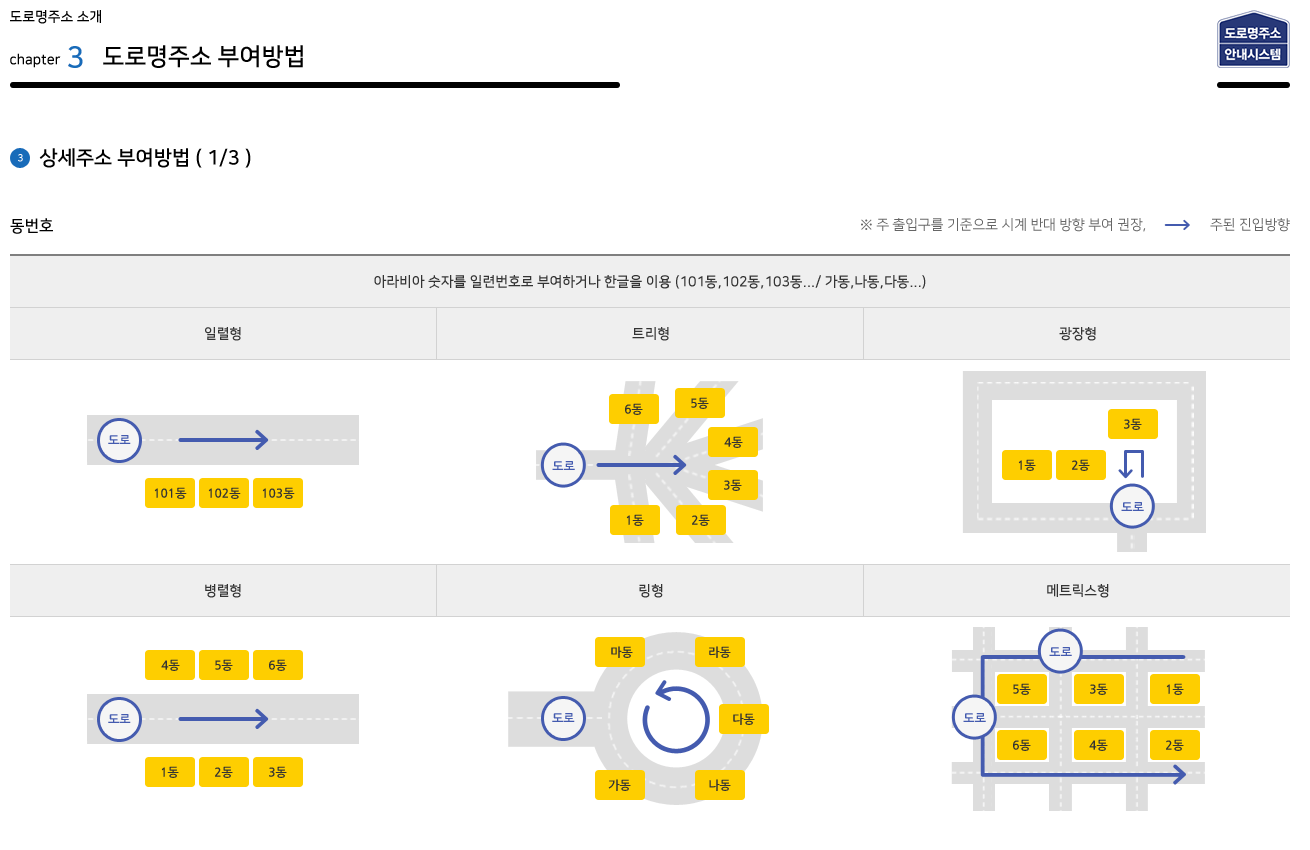 도로명주소 소개
chapter 3 도로명주소 부여방법
도로명주소
안내시스템
3 상세주소 부여방법 ( 1/3 )
동번호
※ 주 출입구를 기준으로 시계 반대 방향 부여 권장, 주된 진입방향
아라비아 숫자를 일련번호로 부여하거나 한글을 이용 (101동,102동,103동.../ 가동,나동,다동...)
일렬형 트리형 광장형
도로
101동 102동 103동
6동 5동
4동
도로
3동
1동 2동
3동
1동 2동
도로
병렬형 링형 메트릭스형
4동 5동 6동
도로
1동 2동 3동
마동 라동
도로 다동
가동 나동
도로
5동 3동 1동
도로
6동 4동 2동